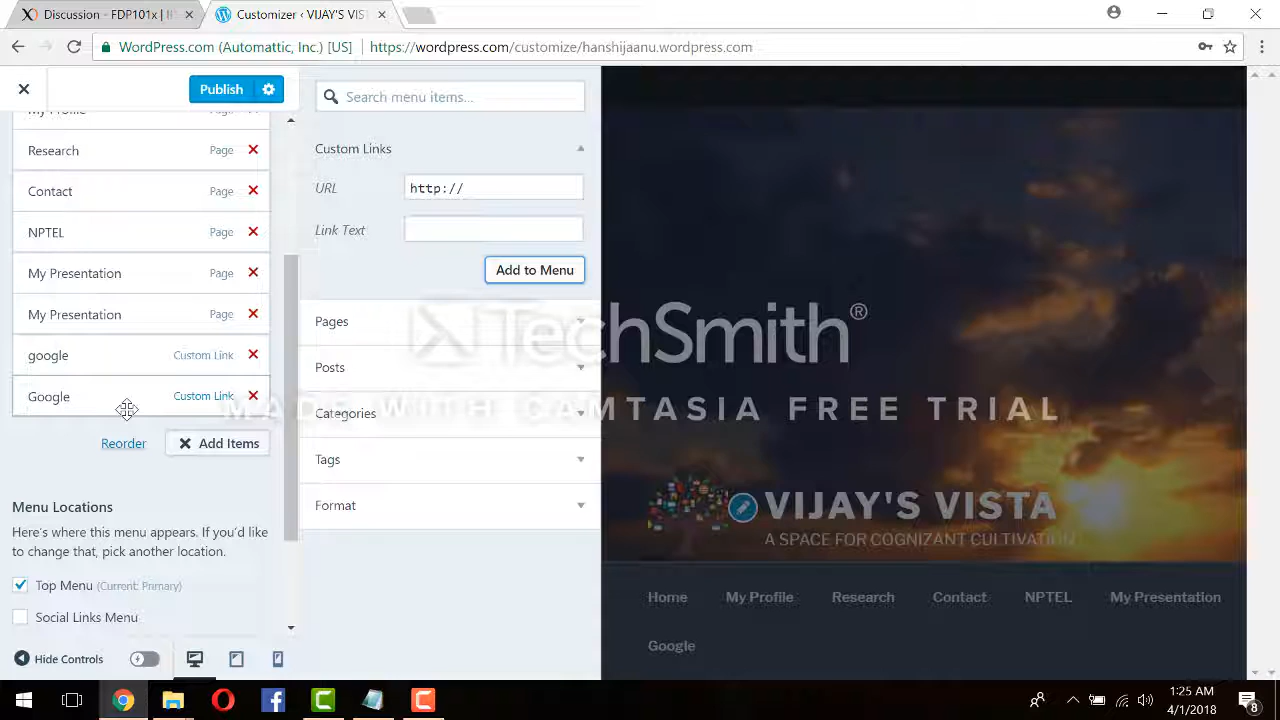 Discussion - FDP101x | II
Customizer ‹ VIJAY'S VIST
WordPress.com (Automattic, Inc.) [US]
https://wordpress.com/customize/hanshijaanu.wordpress.com
Publish
Search menu items...
My Profile Page
Research Page
Contact Page
NPTEL Page
My Presentation Page
My Presentation Page
google Custom Link
Google Custom Link
Reorder
Add Items
Menu Locations
Here's where this menu appears. If you'd like
to change that, pick another location.
Top Menu (Current: Primary)
Social Links Menu
Hide Controls
Custom Links
URL http://
Link Text
Add to Menu
Pages
Posts
Categories
Tags
Format
TechSmith®
MADE WITH CAMTASIA FREE TRIAL
VIJAY'S VISTA
A SPACE FOR COGNIZANT CULTIVATION
Home My Profile Research Contact NPTEL My Presentation
Google
1:25 AM
4/1/2018
8